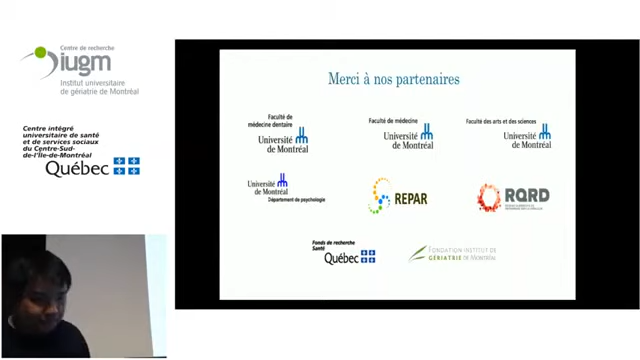 Centre de recherche
iugm
Institut universitaire
de gériatrie de Montréal
Centre intégré
universitaire de santé
et de services sociaux
du Centre-Sud-
de-l'Île-de-Montréal
Québec
Merci à nos partenaires
Faculté de
médecine dentaire
Université
de Montréal
Faculté de médecine
Université
de Montréal
Faculté des arts et des sciences
Université
de Montréal
Université
de Montréal
Département de psychologie
REPAR
RQRD
Fonds de recherche
Santé
Québec
FONDATION INSTITUT DE
GÉRIATRIE DE MONTRÉAL